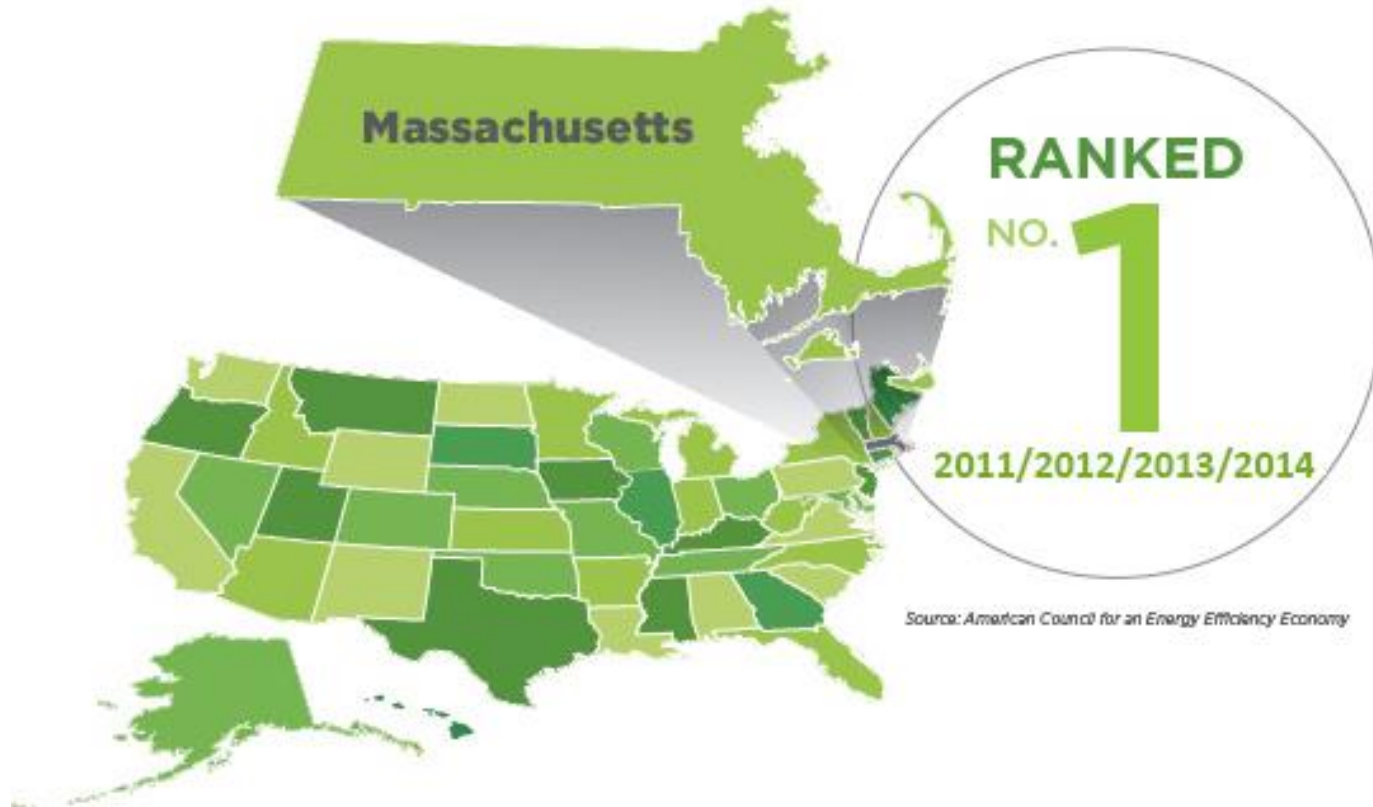 Massachusetts
RANKED
NO. 1
2011/2012/2013/2014
Source: American Council for an Energy Efficiency Economy